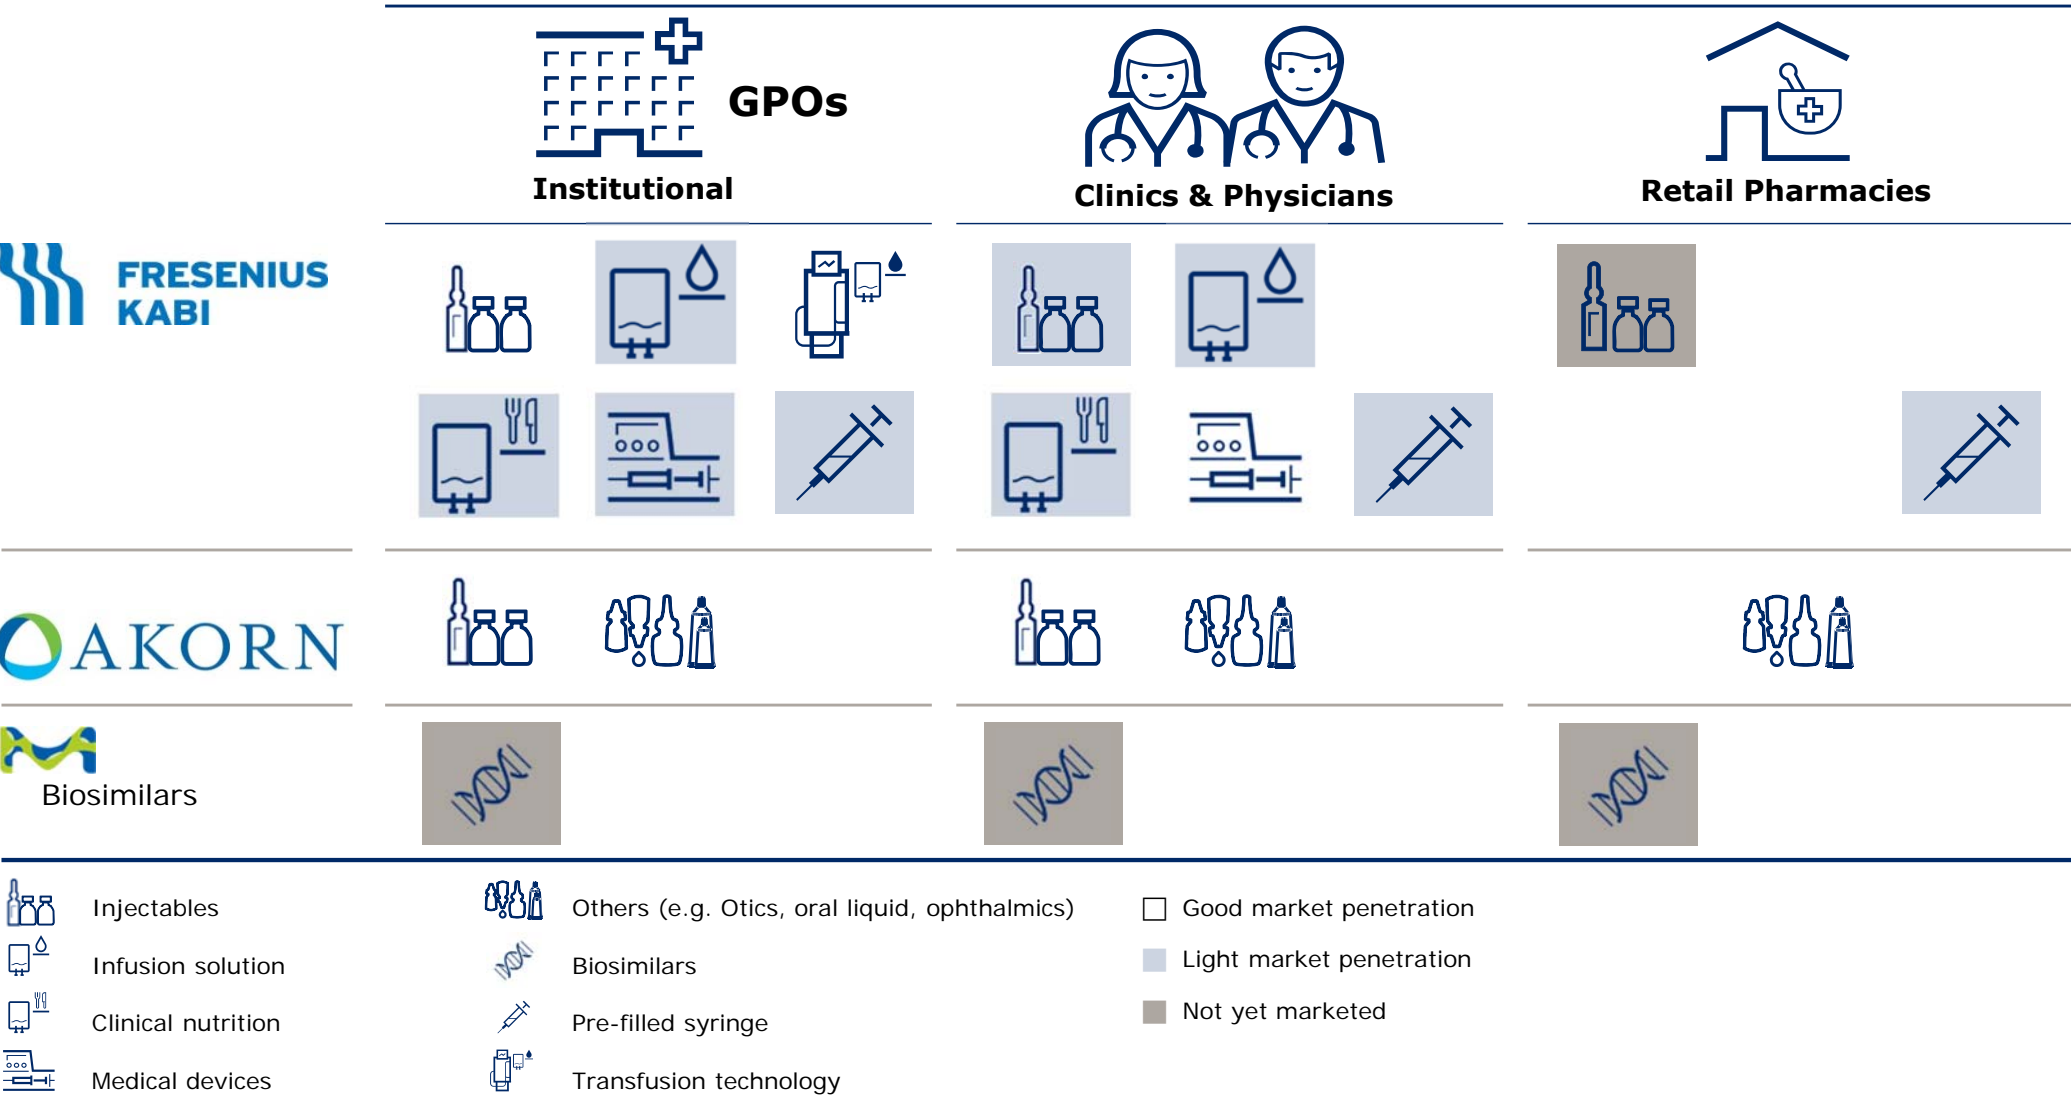 GPOs
Institutional
Clinics & Physicians
Retail Pharmacies
FRESENIUS
KABI
AKORN
Biosimilars
Injectables
Others (e.g. Otics, oral liquid, ophthalmics)
Good market penetration
Infusion solution
Biosimilars
Light market penetration
Clinical nutrition
Pre-filled syringe
Not yet marketed
Medical devices
Transfusion technology